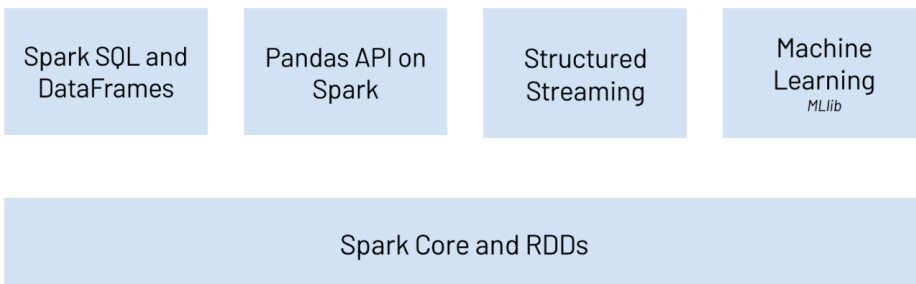 Spark SQL and
DataFrames
Pandas API on
Spark
Structured
Streaming
Machine
Learning
MLlib
Spark Core and RDDs